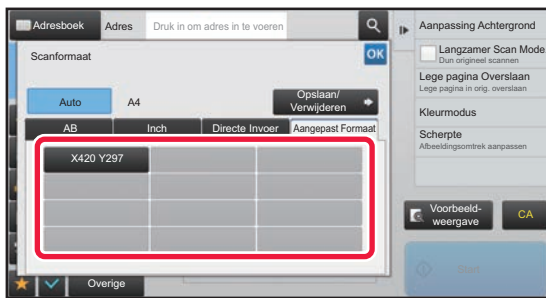 Adresboek
Adres
Druk in om adres in te voeren
Scanformaat
OK
Auto
A4
Opslaan/
Verwijderen
AB
Inch
Directe Invoer
Aangepast Formaat
X420 Y297
Overige
Aanpassing Achtergrond
Langzamer Scan Mode
Dun origineel scannen
Lege pagina Overslaan
Lege pagina in orig. overslaan
Kleurmodus
Scherpte
Afbeeldingsomtrek aanpassen
Voorbeeld-
weergave
CA